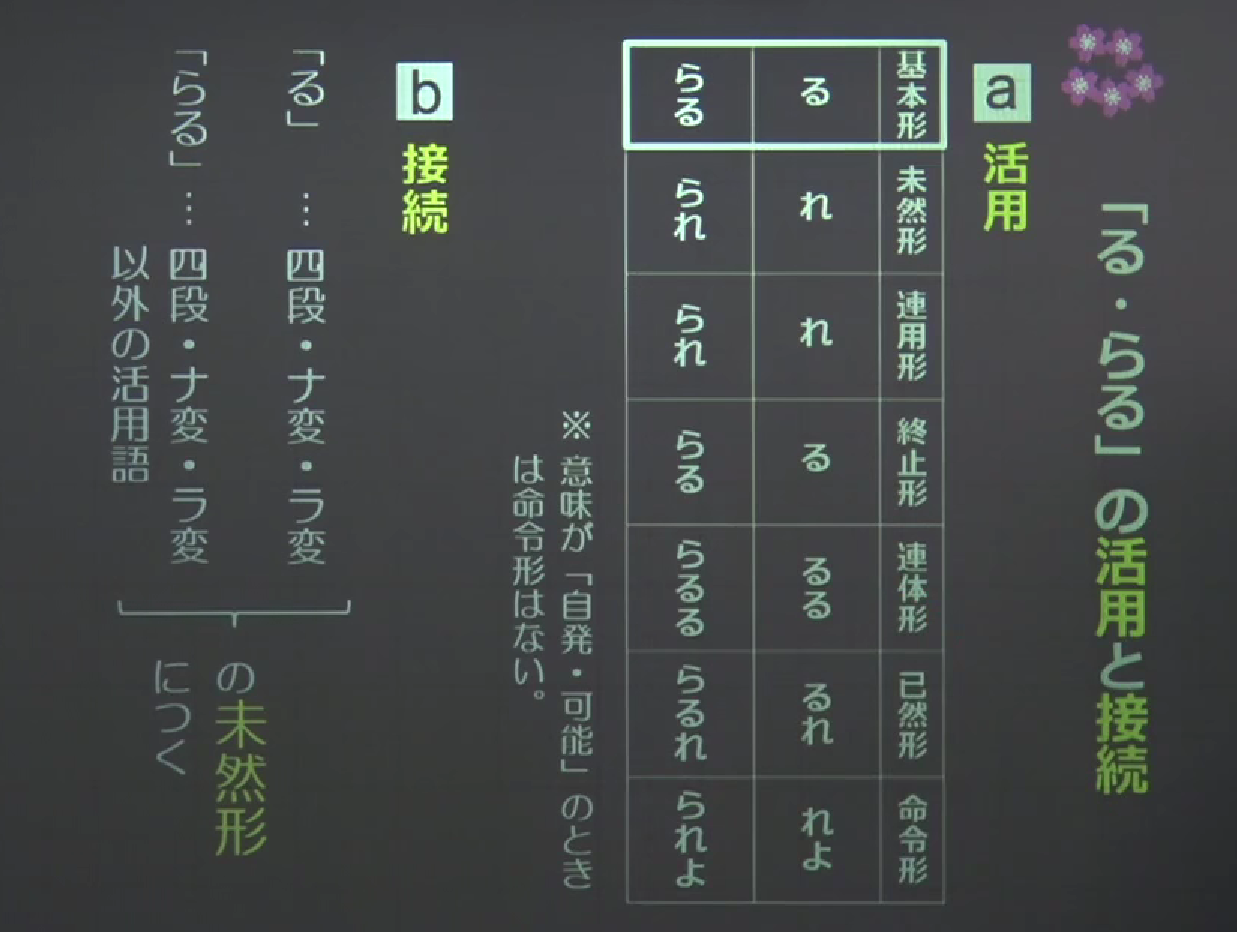 「る・らる」の活用と接続
a 活用
基本形 未然形 連用形 終止形 連体形 已然形 命令形
る れ れ る るる るれ れよ
らる られ られ らる らるる らるれ られよ
※意味が「自発・可能」のとき
は命令形はない。
b 接続
「る」 …四段・ナ変・ラ変
「らる」…四段・ナ変・ラ変
以外の活用語
の未然形
につく